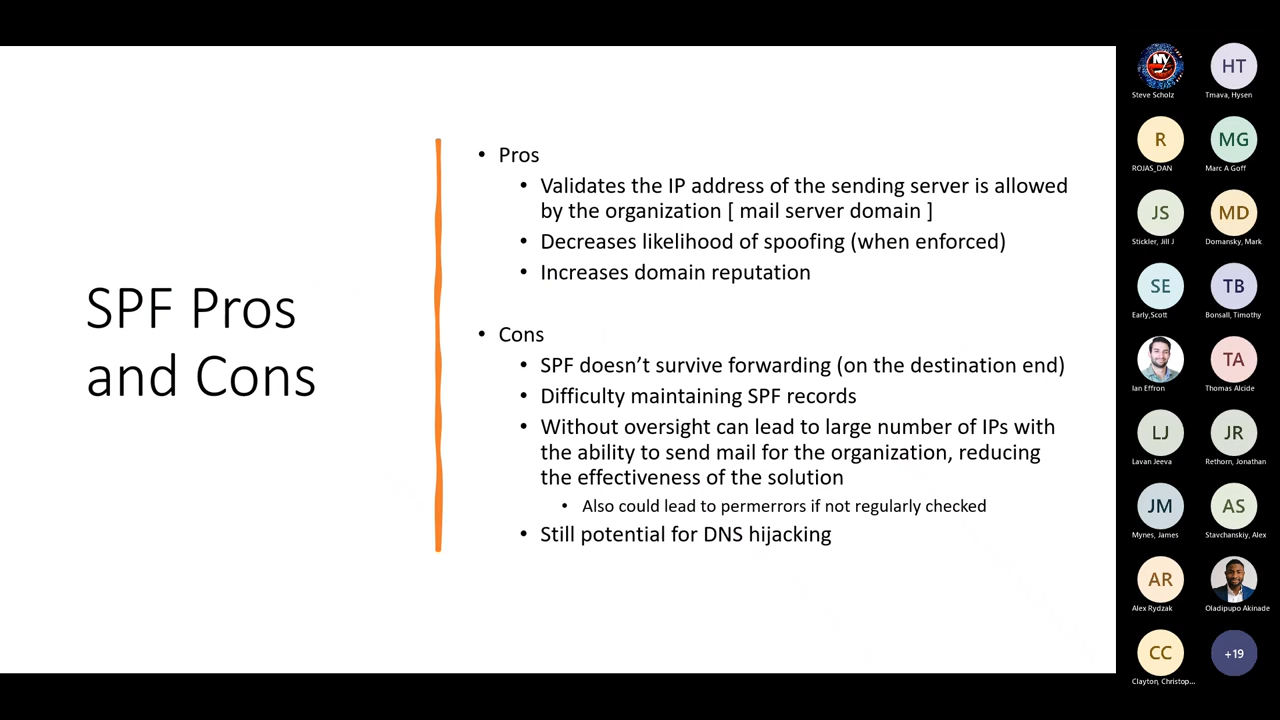 SPF Pros
and Cons
• Pros
• Validates the IP address of the sending server is allowed
by the organization [ mail server domain ]
• Decreases likelihood of spoofing (when enforced)
• Increases domain reputation
• Cons
• SPF doesn’t survive forwarding (on the destination end)
• Difficulty maintaining SPF records
• Without oversight can lead to large number of IPs with
the ability to send mail for the organization, reducing
the effectiveness of the solution
• Also could lead to permerrors if not regularly checked
• Still potential for DNS hijacking
NY
Steve Scholz
HT
Tmava, Hysen
R
ROJAS_DAN
MG
Marc A Goff
JS
Stickler, Jill J
MD
Domansky, Mark
SE
Early,Scott
TB
Bonsall, Timothy
Ian Effron
TA
Thomas Alcide
LJ
Lavan Jeeva
JR
Rethorn, Jonathan
JM
Mynes, James
AS
Stavchanskiy, Alex
AR
Alex Rydzak
Oladipupo Akinade
CC
Clayton, Christop...
+19